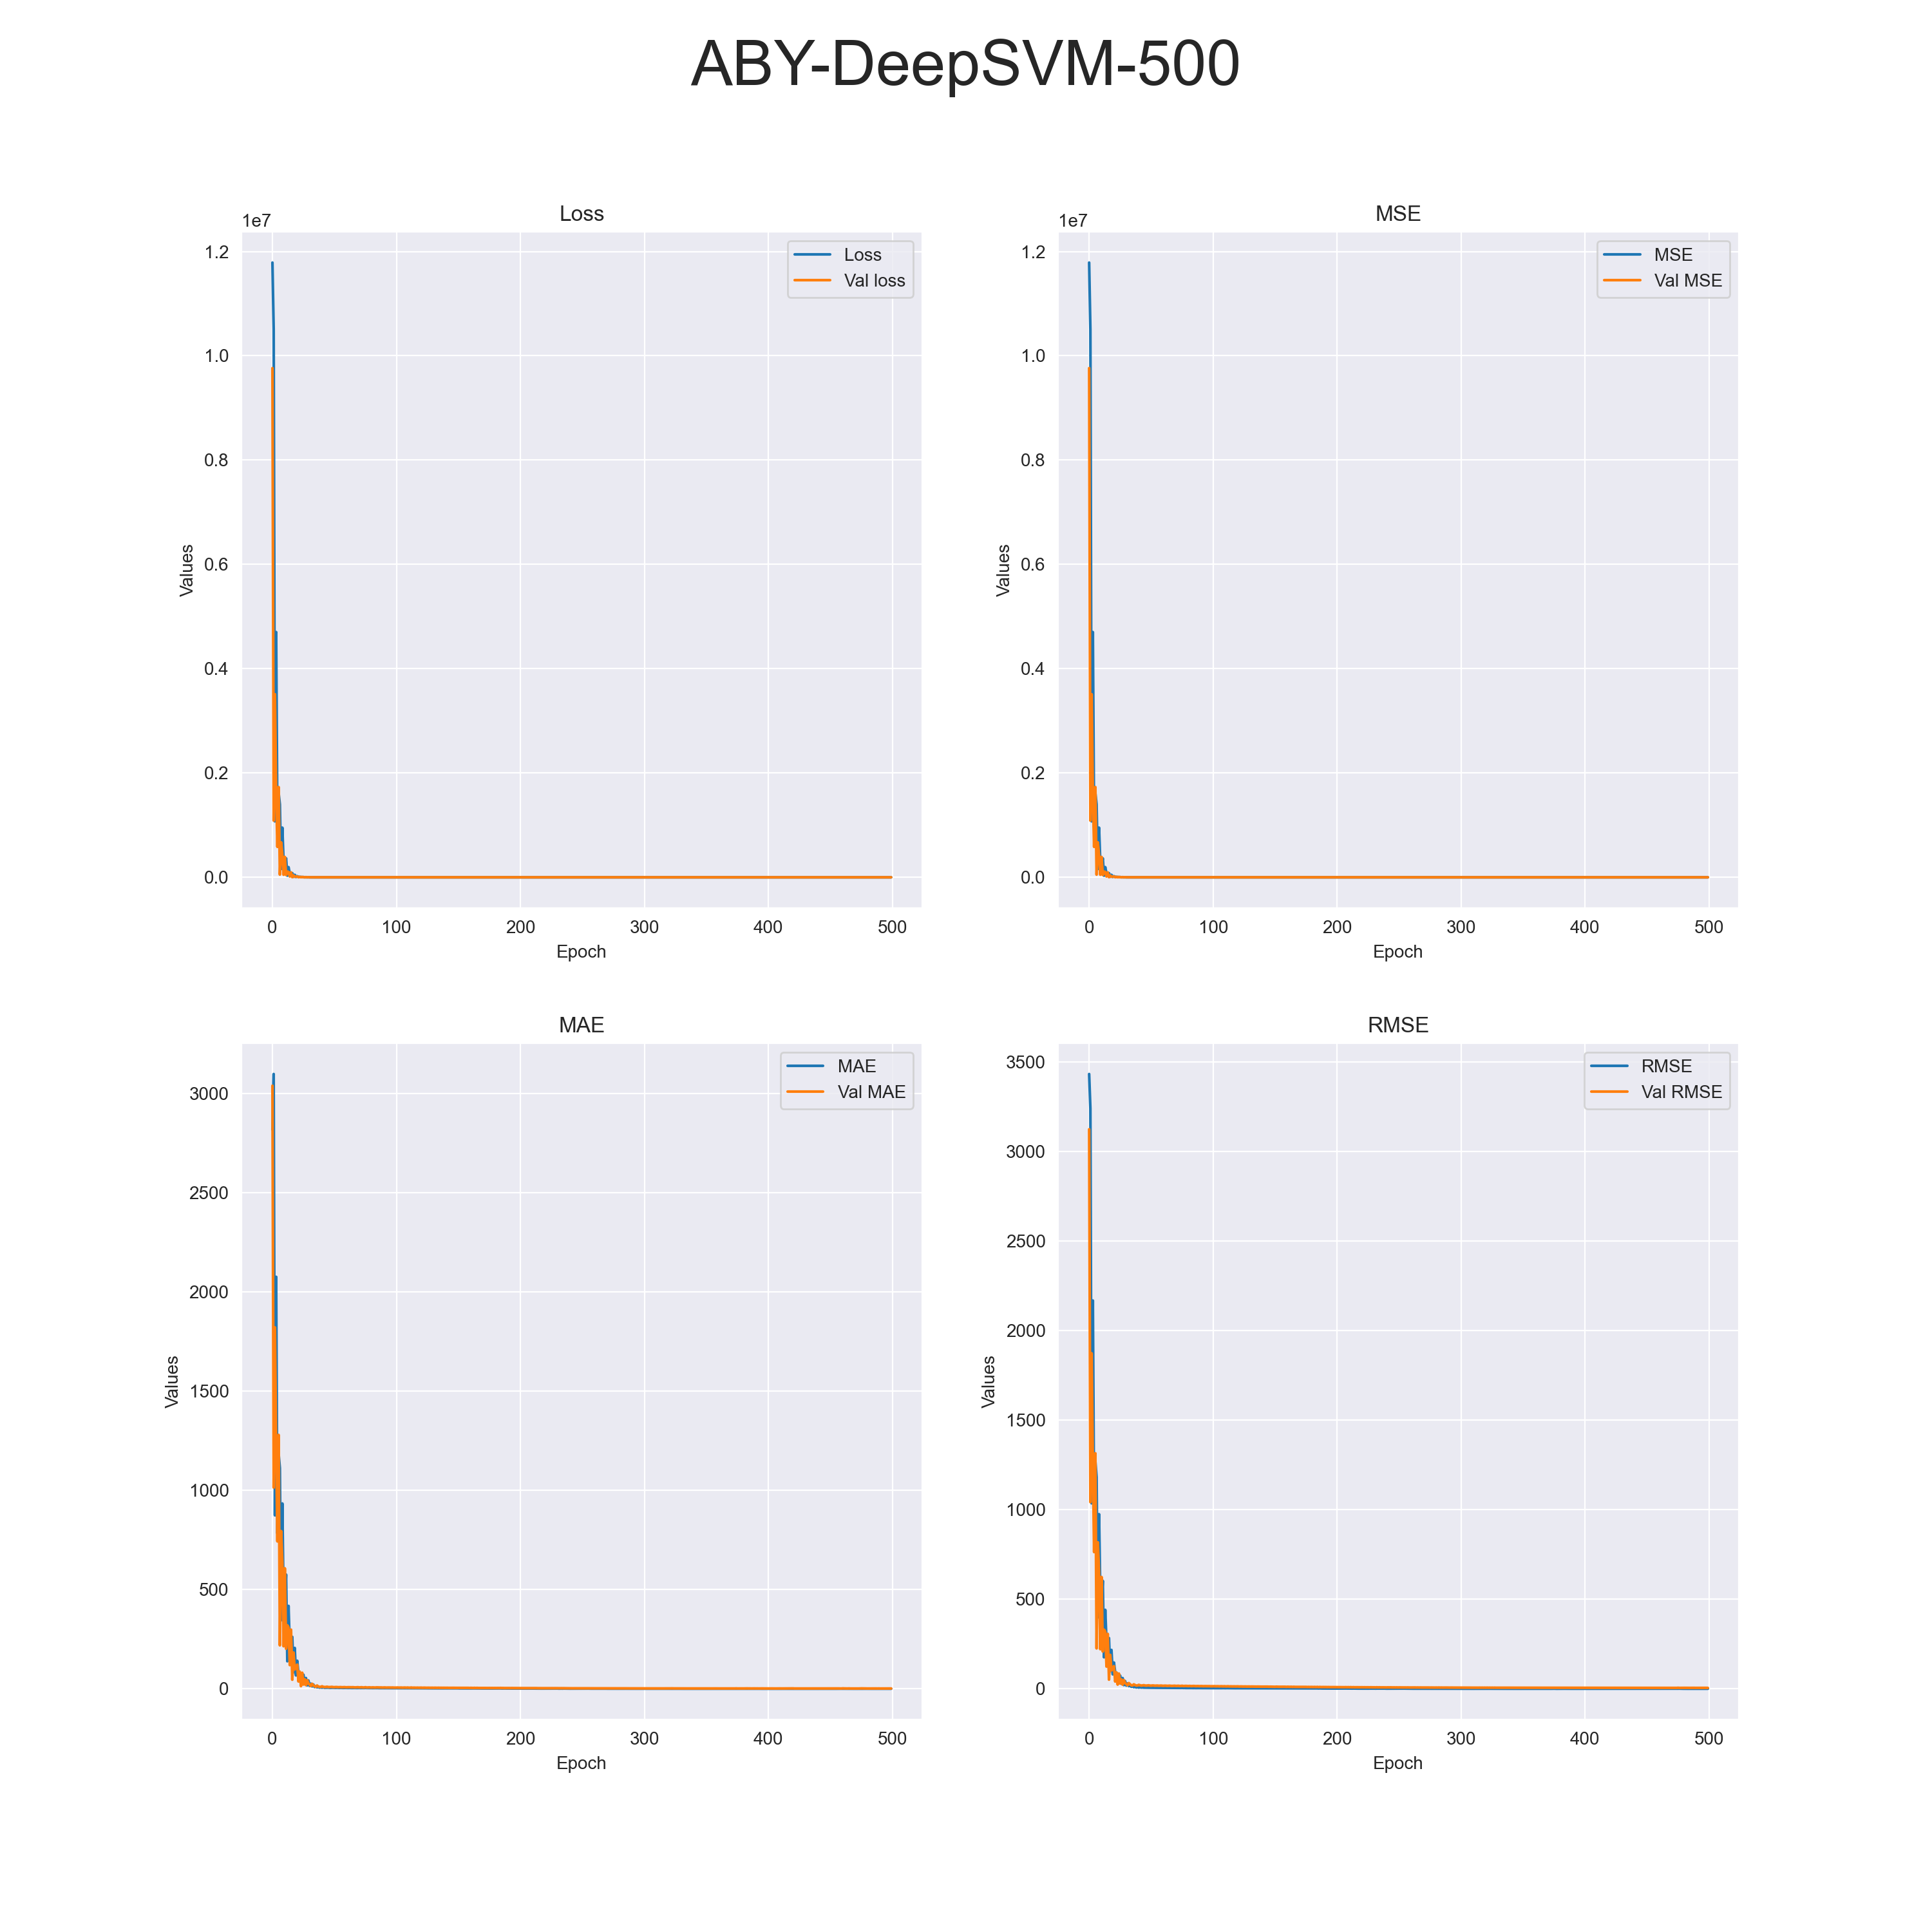 ABY-DeepSVM-500
Loss
1e7
1.2
1.0
0.8
0.6
0.4
0.2
0.0
Values
0 100 200 300 400 500
Epoch
Loss
Val loss
MSE
1e7
1.2
1.0
0.8
0.6
0.4
0.2
0.0
Values
0 100 200 300 400 500
Epoch
MSE
Val MSE
MAE
3000
2500
2000
1500
1000
500
0
Values
0 100 200 300 400 500
Epoch
MAE
Val MAE
RMSE
3500
3000
2500
2000
1500
1000
500
0
Values
0 100 200 300 400 500
Epoch
RMSE
Val RMSE